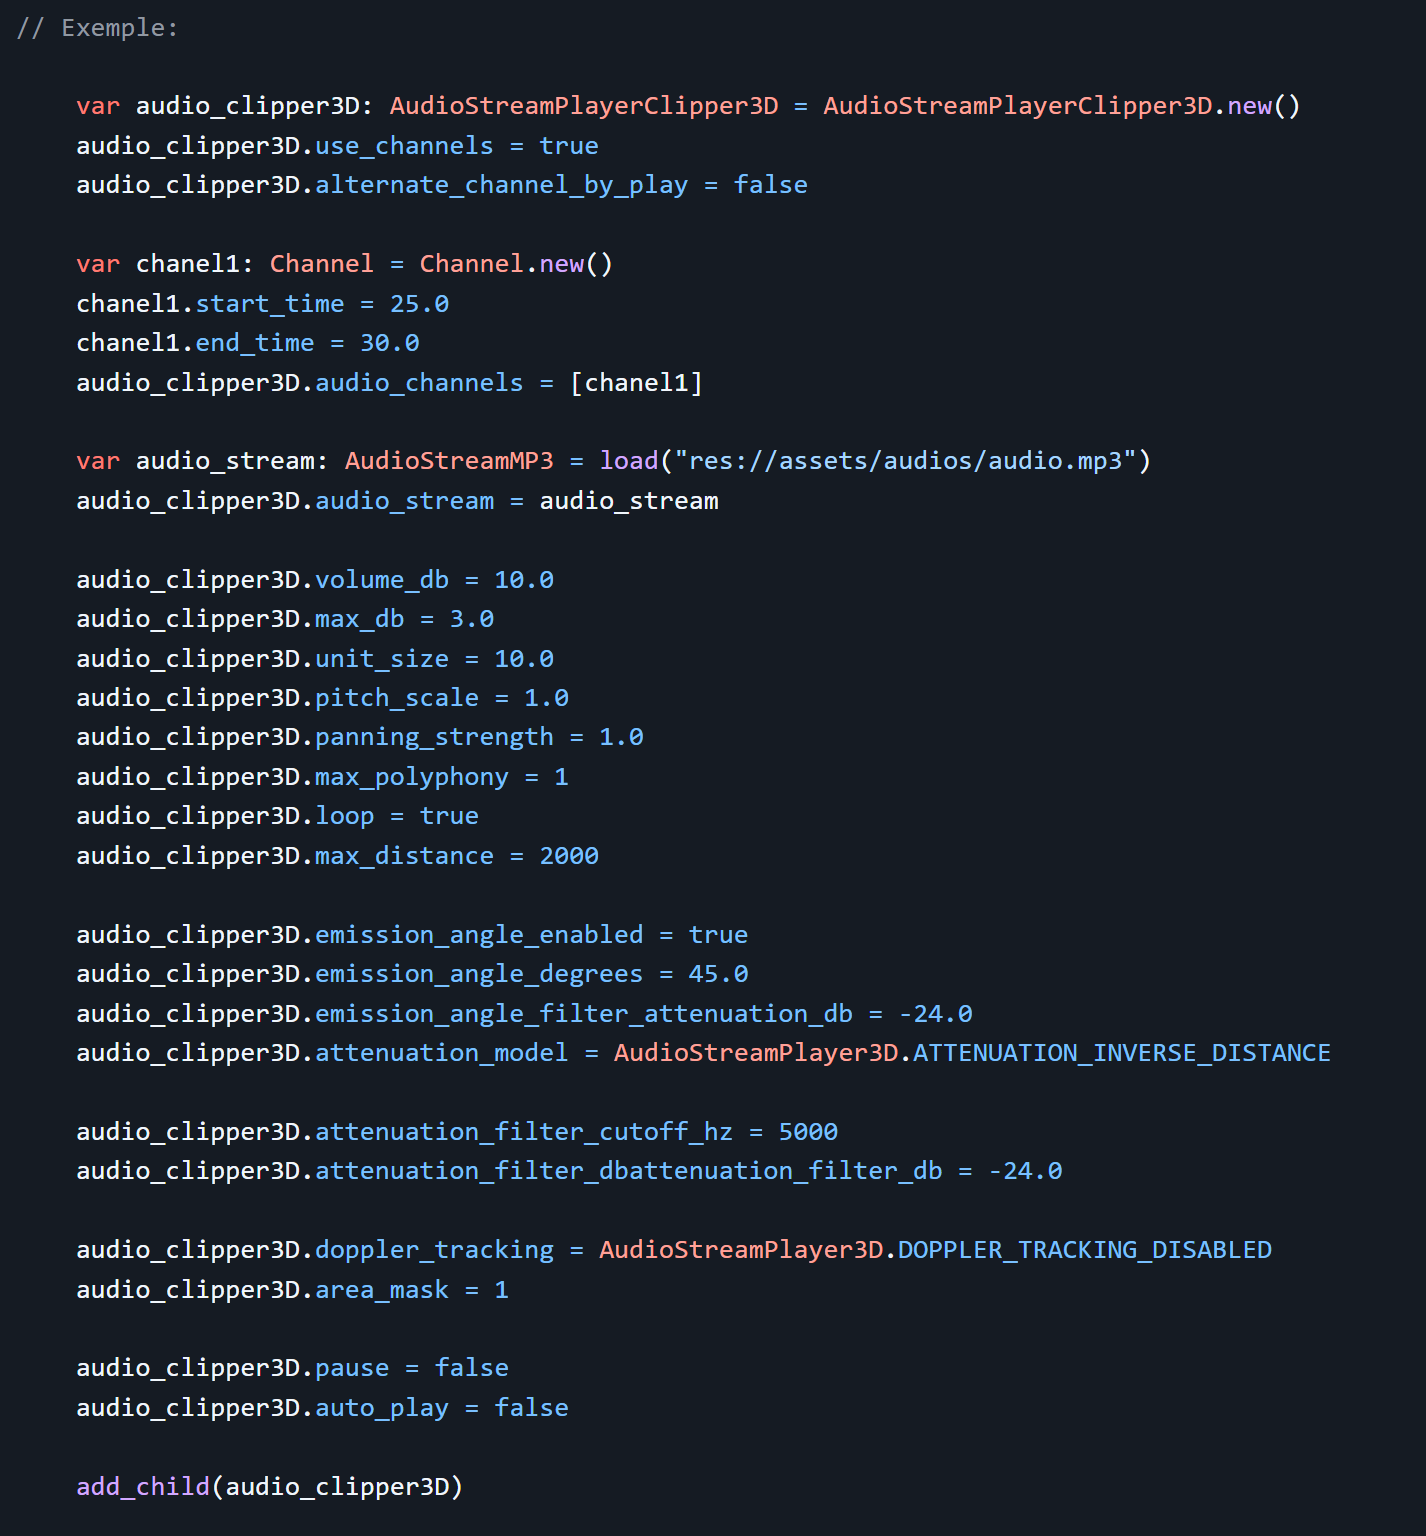 // Exemple:
var audio_clipper3D: AudioStreamPlayerClipper3D = AudioStreamPlayerClipper3D.new()
audio_clipper3D.use_channels = true
audio_clipper3D.alternate_channel_by_play = false
var chanel1: Channel = Channel.new()
chanel1.start_time = 25.0
chanel1.end_time = 30.0
audio_clipper3D.audio_channels = [chanel1]
var audio_stream: AudioStreamMP3 = load("res://assets/audios/audio.mp3")
audio_clipper3D.audio_stream = audio_stream
audio_clipper3D.volume_db = 10.0
audio_clipper3D.max_db = 3.0
audio_clipper3D.unit_size = 10.0
audio_clipper3D.pitch_scale = 1.0
audio_clipper3D.panning_strength = 1.0
audio_clipper3D.max_polyphony = 1
audio_clipper3D.loop = true
audio_clipper3D.max_distance = 2000
audio_clipper3D.emission_angle_enabled = true
audio_clipper3D.emission_angle_degrees = 45.0
audio_clipper3D.emission_angle_filter_attenuation_db = -24.0
audio_clipper3D.attenuation_model = AudioStreamPlayer3D.ATTENUATION_INVERSE_DISTANCE
audio_clipper3D.attenuation_filter_cutoff_hz = 5000
audio_clipper3D.attenuation_filter_dbattenuation_filter_db = -24.0
audio_clipper3D.doppler_tracking = AudioStreamPlayer3D.DOPPLER_TRACKING_DISABLED
audio_clipper3D.area_mask = 1
audio_clipper3D.pause = false
audio_clipper3D.auto_play = false
add_child(audio_clipper3D)